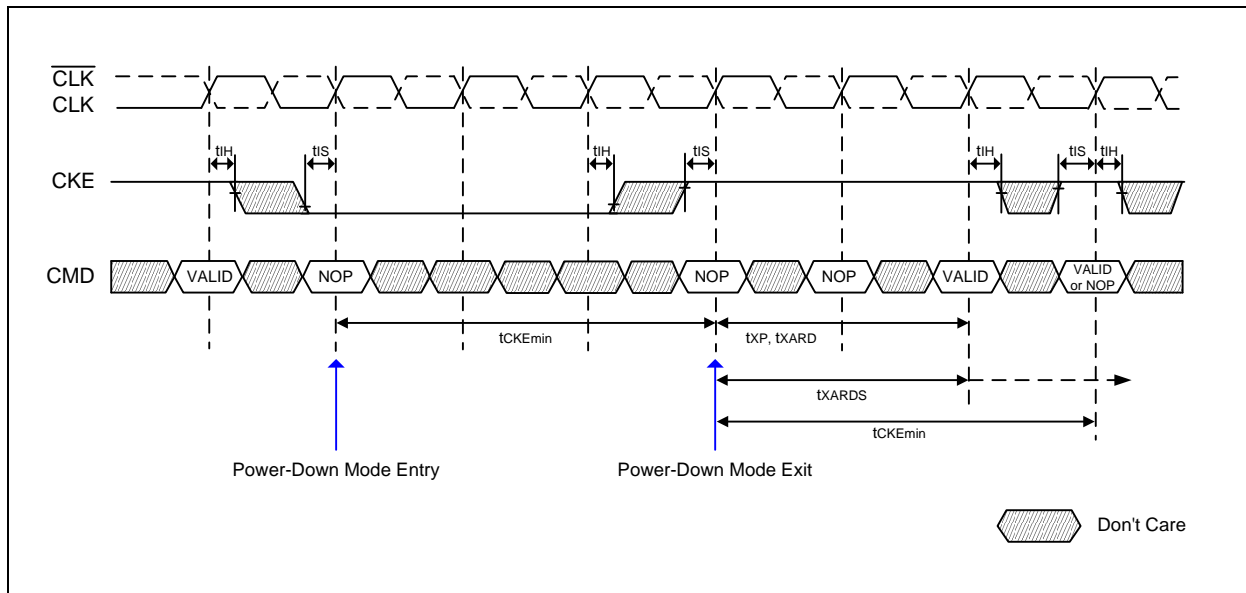 CLK
CLK
tIH
tIS
tIH
tIS
tIH
tIS
tIH
CKE
CMD
VALID
NOP
NOP
NOP
VALID
VALID
or NOP
tCKEmin
tXP, tXARD
tXARDS
tCKEmin
Power-Down Mode Entry
Power-Down Mode Exit
Don't Care